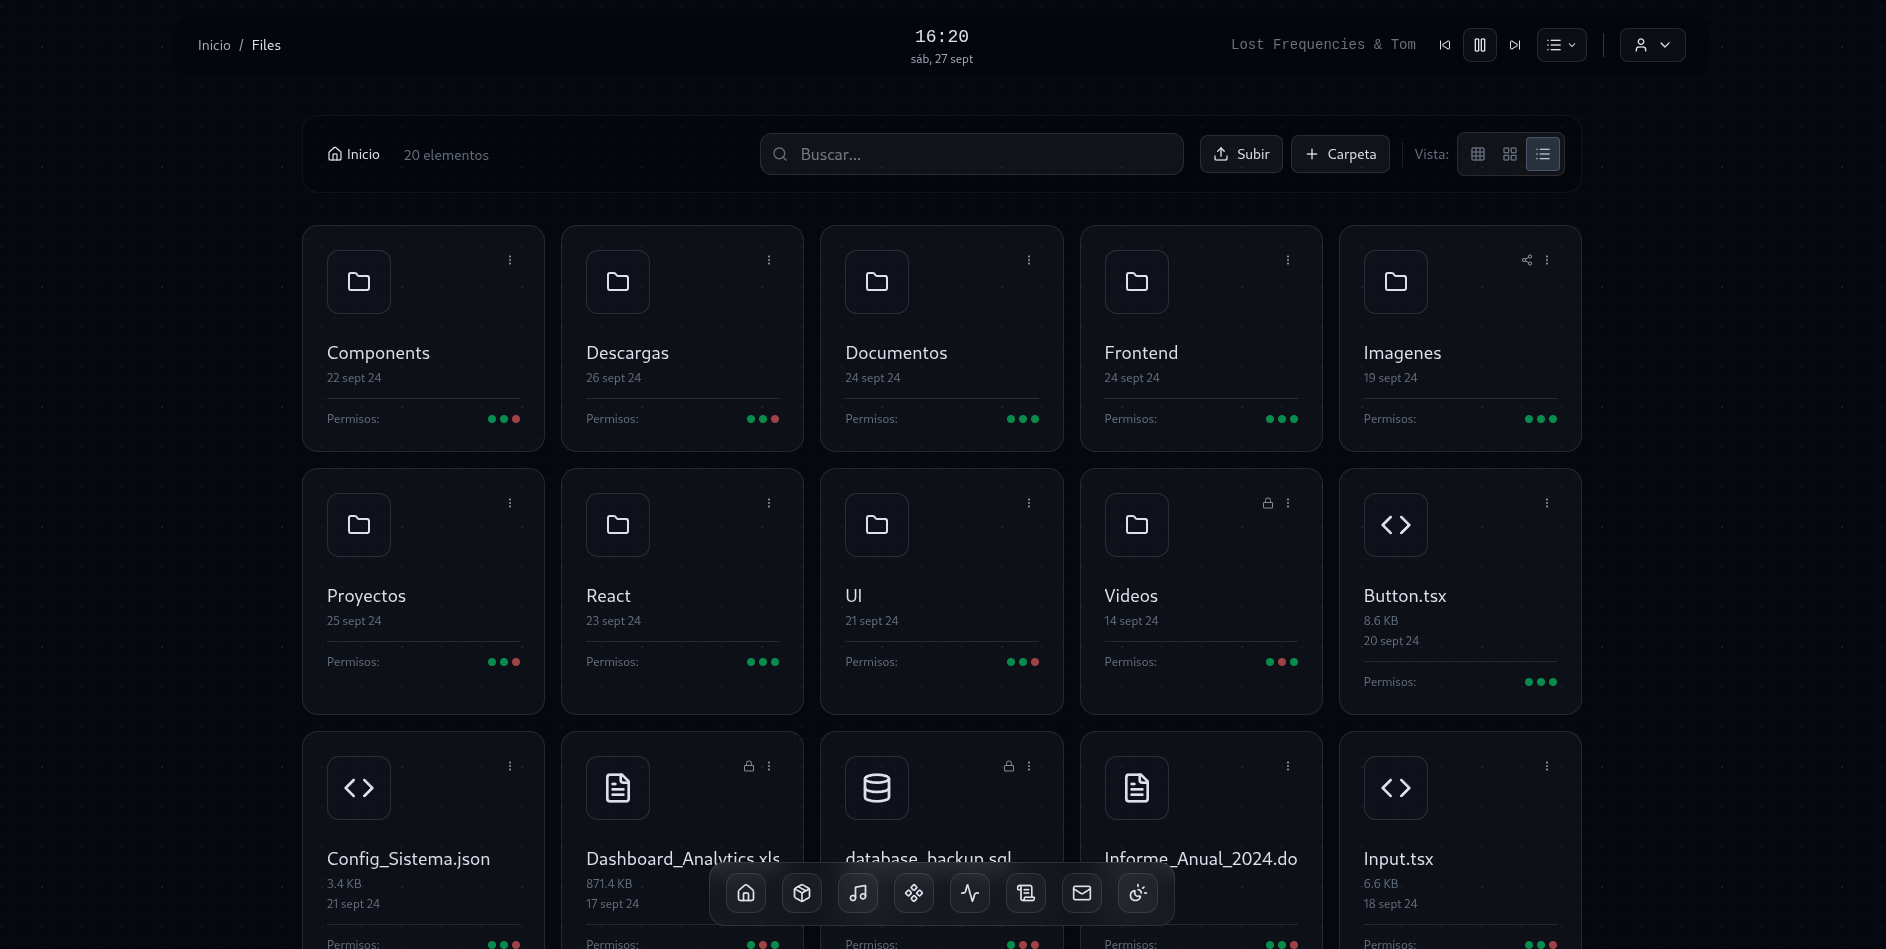 Inicio / Files
16:20
sáb, 27 sept
Lost Frequencies & Tom
Inicio
20 elementos
Buscar...
Subir
Carpeta
Vista:
Components
22 sept 24
Permisos:
Descargas
26 sept 24
Permisos:
Documentos
24 sept 24
Permisos:
Frontend
24 sept 24
Permisos:
Imagenes
19 sept 24
Permisos:
Proyectos
25 sept 24
Permisos:
React
23 sept 24
Permisos:
UI
21 sept 24
Permisos:
Videos
14 sept 24
Permisos:
Button.tsx
8.6 KB
20 sept 24
Permisos:
Config_Sistema.json
3.4 KB
21 sept 24
Permisos:
Dashboard_Analytics.xls
871.4 KB
17 sept 24
Permisos:
database_backup.sql
Permisos:
Informe_Anual_2024.do
Permisos:
Input.tsx
6.6 KB
18 sept 24
Permisos: